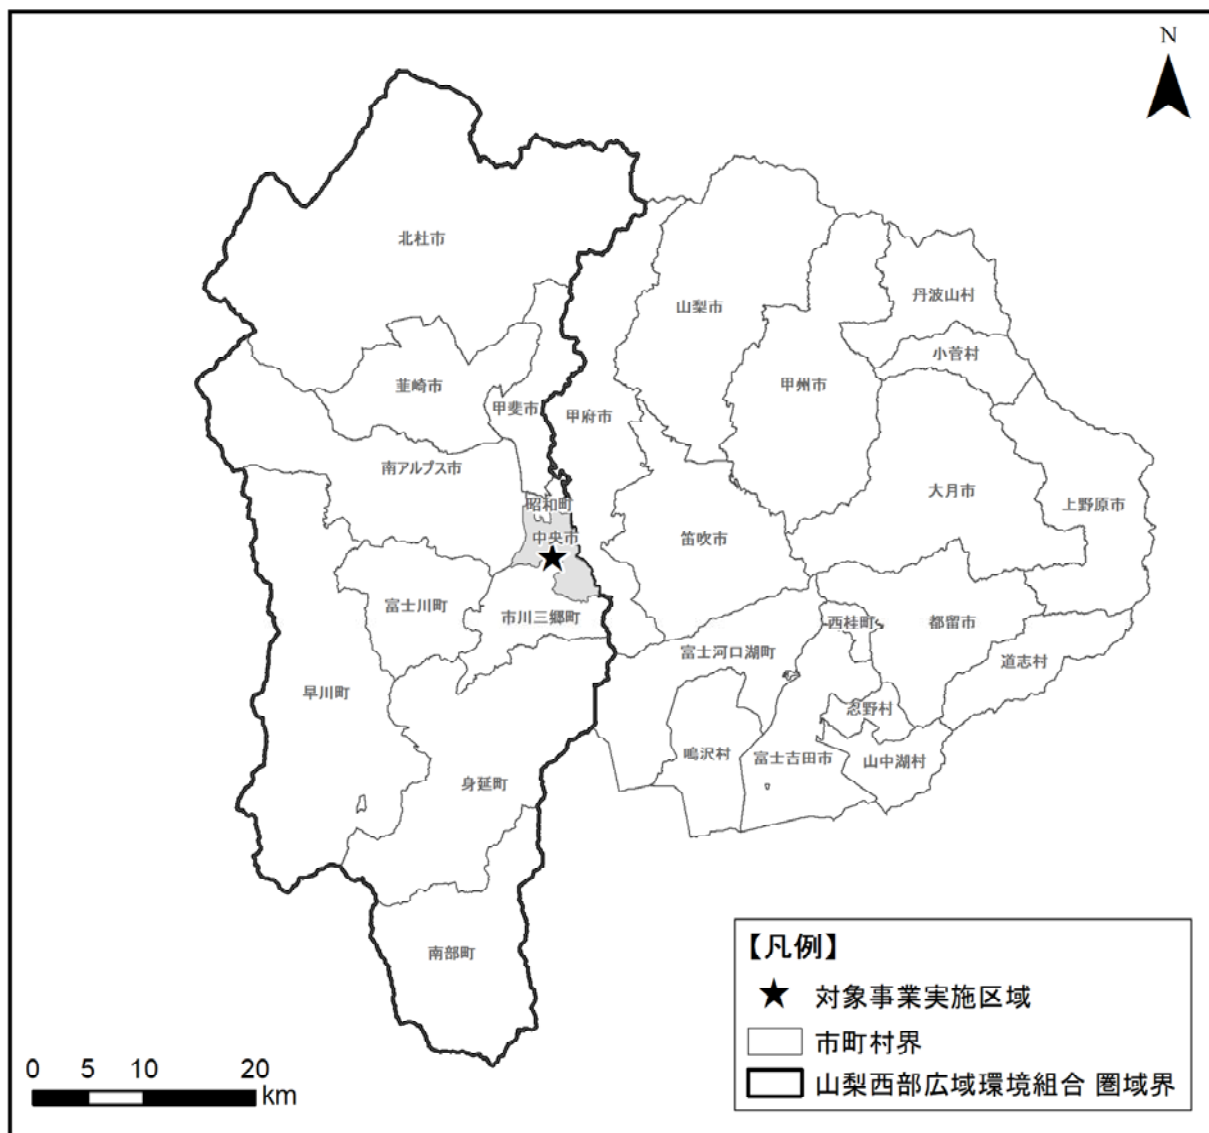 N
北杜市
丹波山村
山梨市
小菅村
韮崎市
甲州市
甲斐市
甲府市
南アルプス市
大月市
昭和町
上野原市
中央市
笛吹市
富士川町
市川三郷町
西桂町
都留市
富士河口湖町
道志村
早川町
忍野村
鳴沢村
富士吉田市
山中湖村
身延町
南部町
【凡例】
対象事業実施区域
市町村界
山梨西部広域環境組合 圏域界
0 5 10 20
km